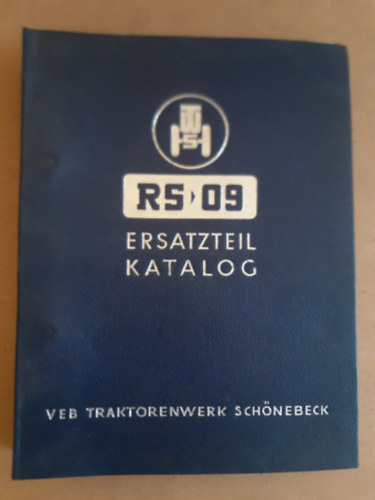 RS▸09
ERSATZTEIL
KATALOG
VEB TRAKTORENWERK SCHÖNEBECK